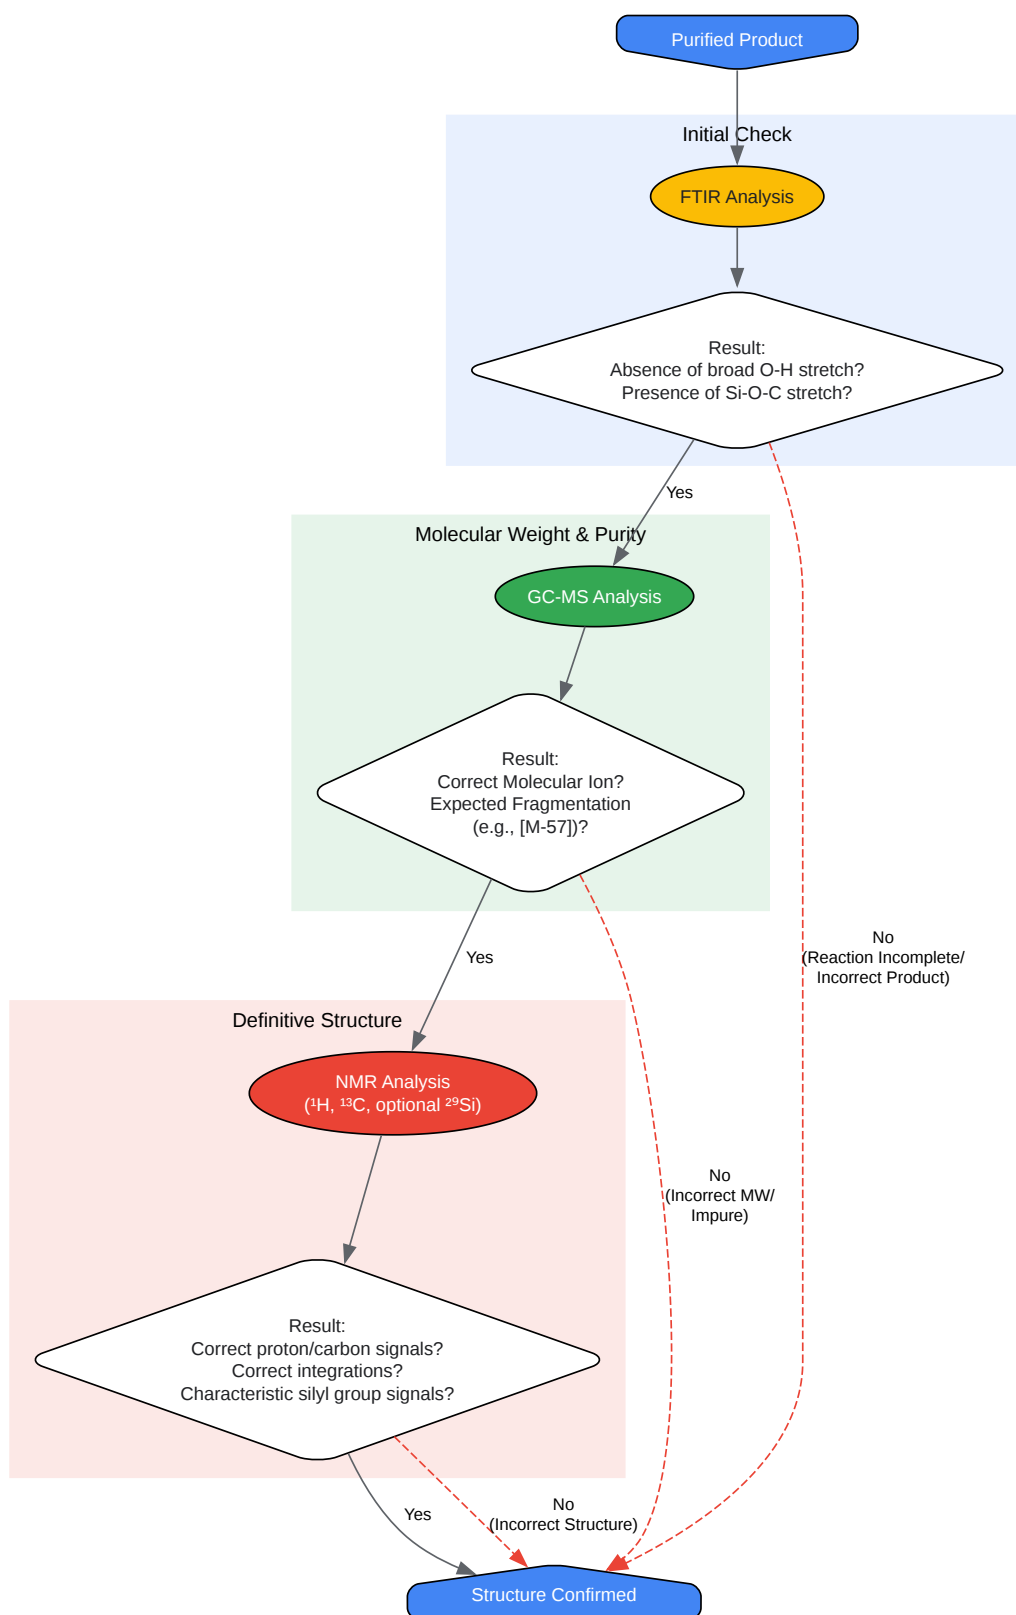 Purified Product
Initial Check
FTIR Analysis
Result:
Absence of broad O-H stretch?
Presence of Si-O-C stretch?
Yes
Molecular Weight & Purity
GC-MS Analysis
Result:
Correct Molecular Ion?
Expected Fragmentation
(e.g., [M-57])?
No
(Reaction Incomplete/
Incorrect Product)
Yes
Definitive Structure
NMR Analysis
(¹H, ¹³C, optional ²⁹Si)
No
(Incorrect MW/
Impure)
Result:
Correct proton/carbon signals?
Correct integrations?
Characteristic silyl group signals?
Yes
No
(Incorrect Structure)
Structure Confirmed